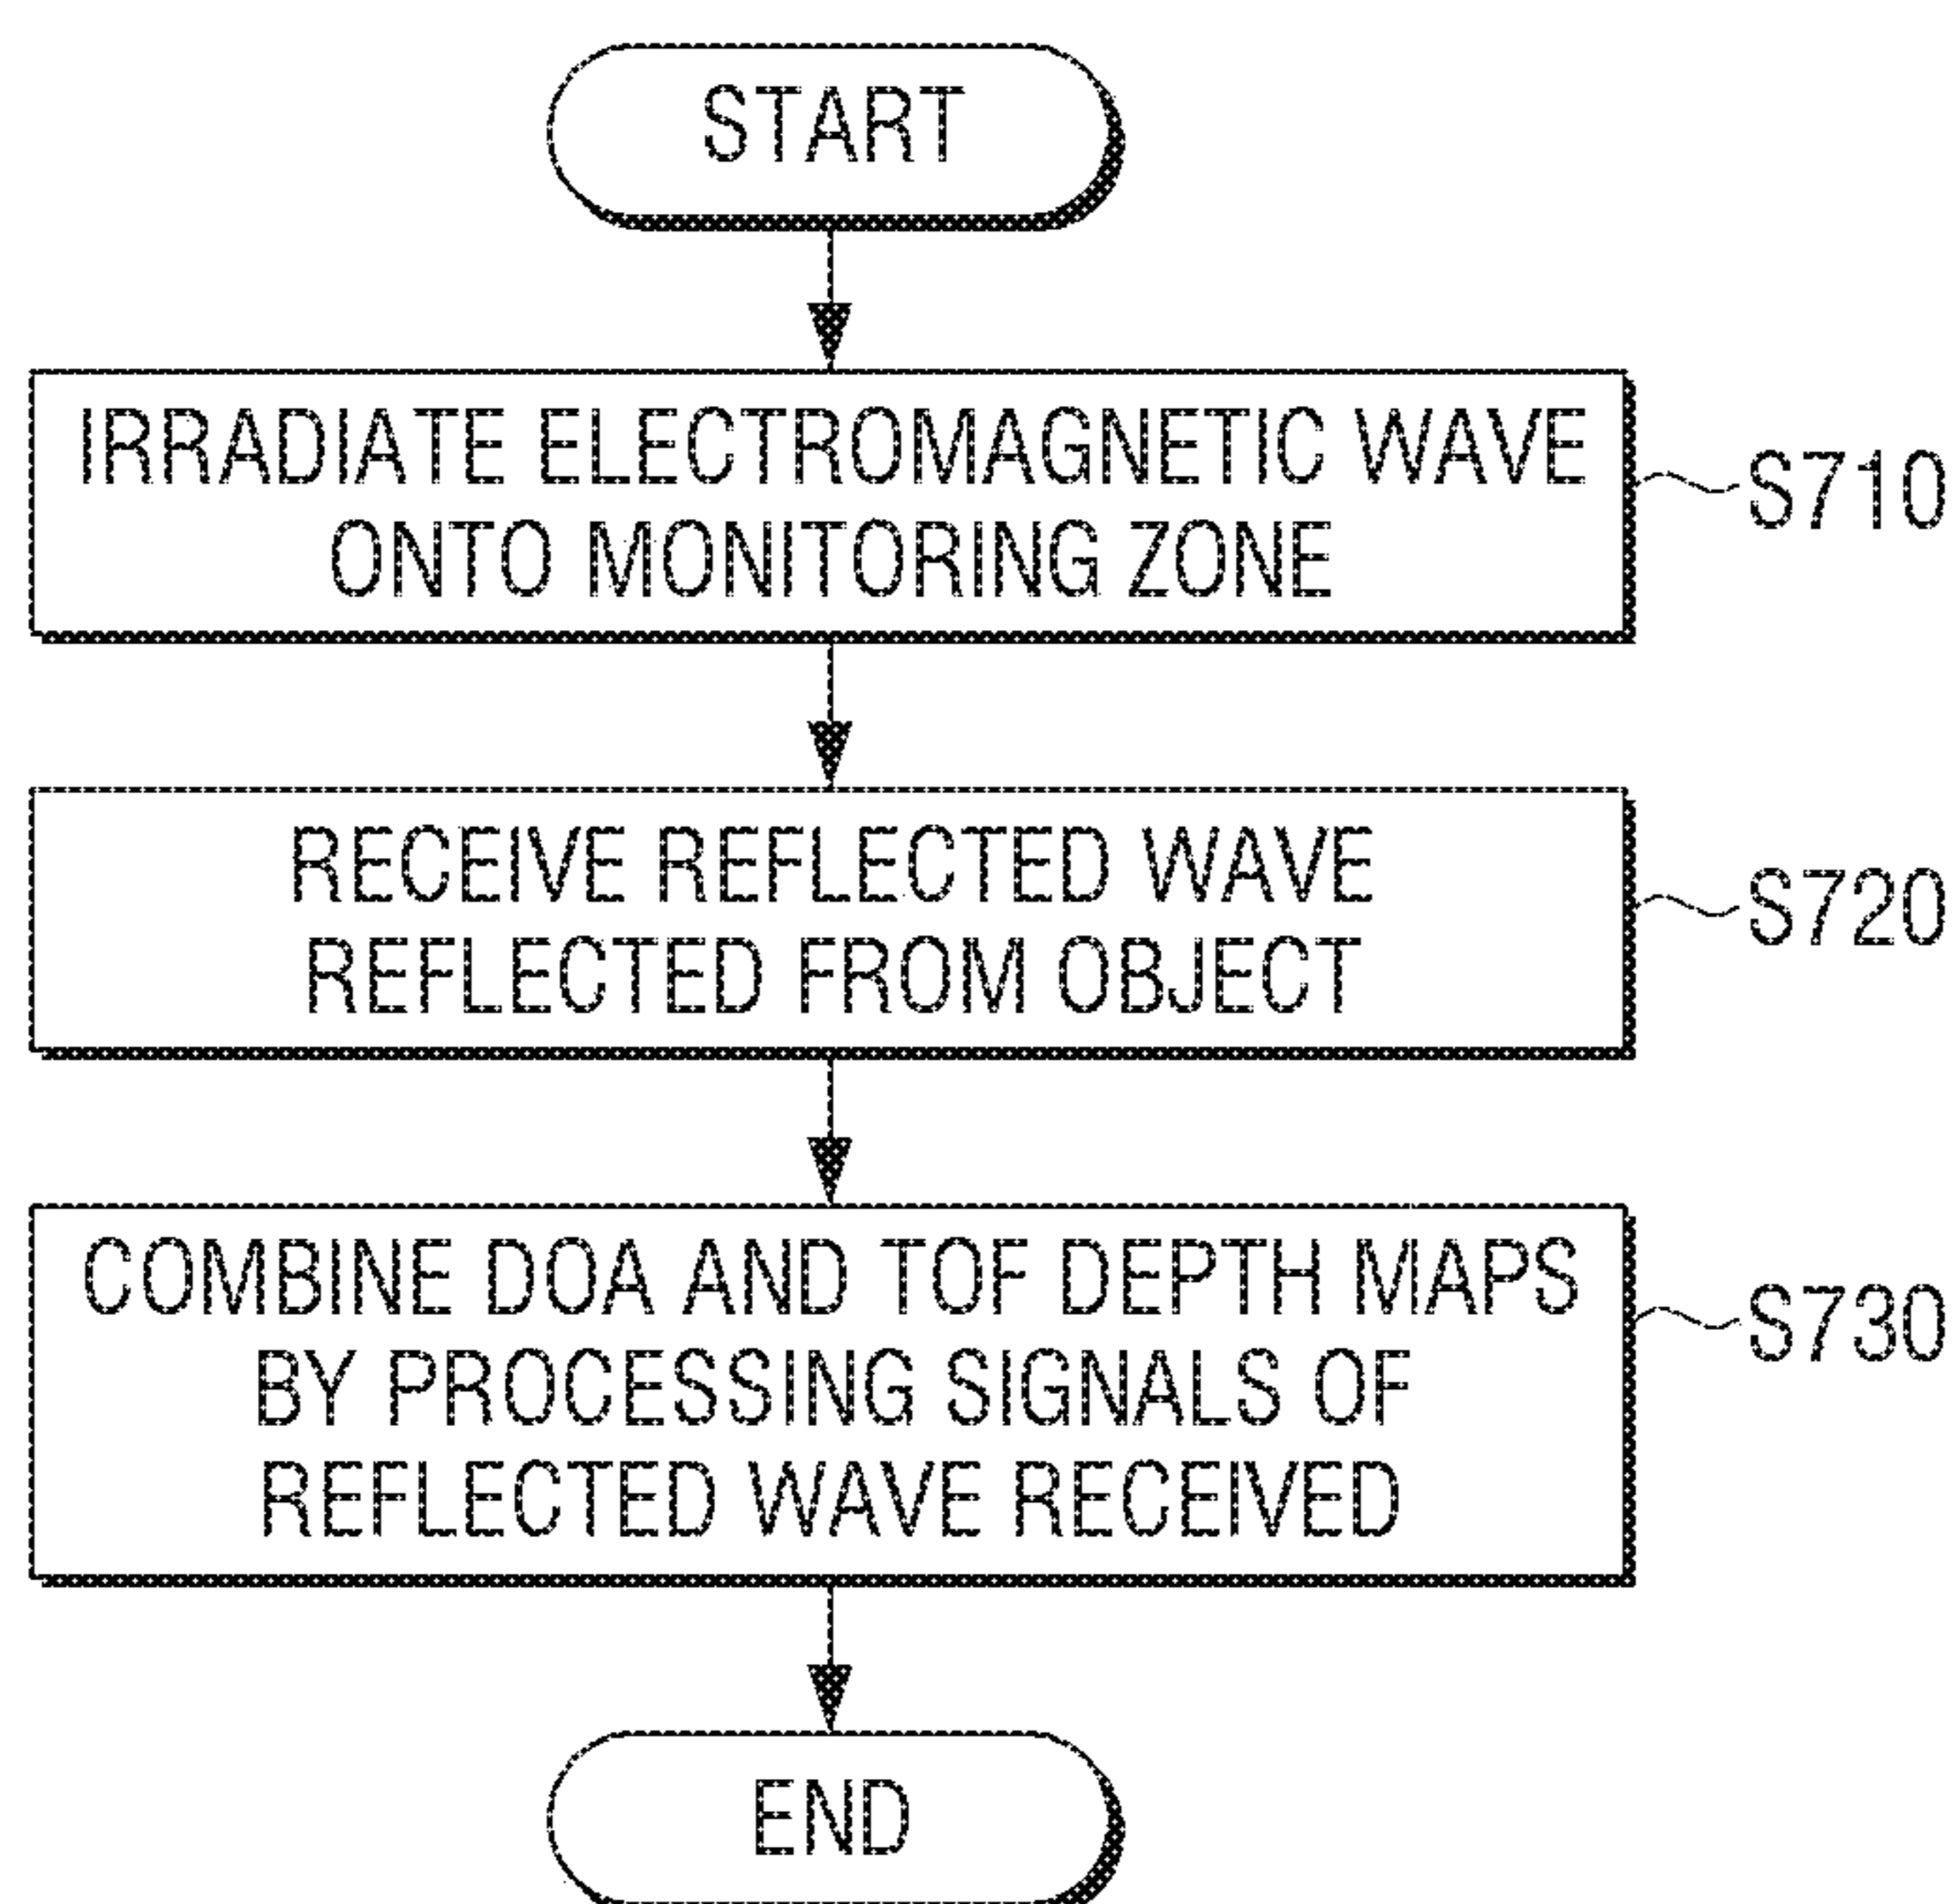 START
IRRADIATE ELECTROMAGNETIC WAVE
ONTO MONITORING ZONE
S710
RECEIVE REFLECTED WAVE
REFLECTED FROM OBJECT
S720
COMBINE DOA AND TOF DEPTH MAPS
BY PROCESSING SIGNALS OF
REFLECTED WAVE RECEIVED
S730
END